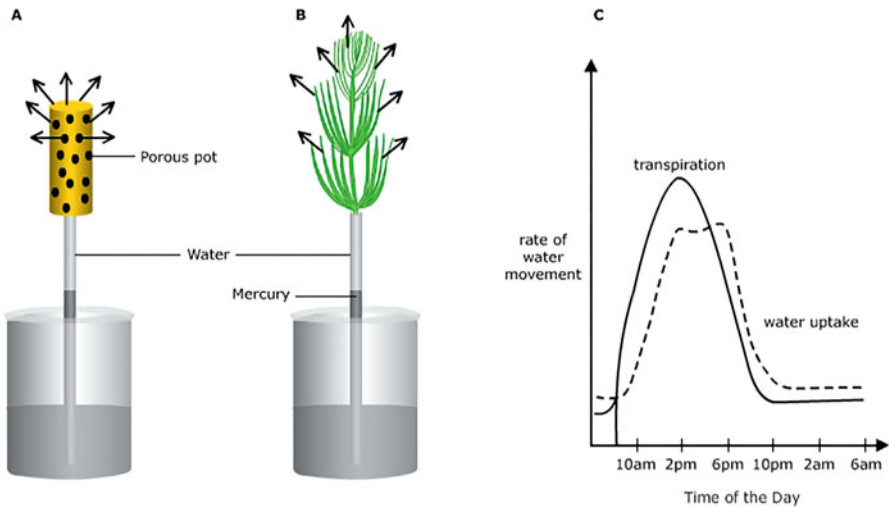 A
B
C
Porous pot
Water
Mercury
transpiration
rate of
water
movement
water uptake
10am 2pm 6pm 10pm 2am 6am
Time of the Day